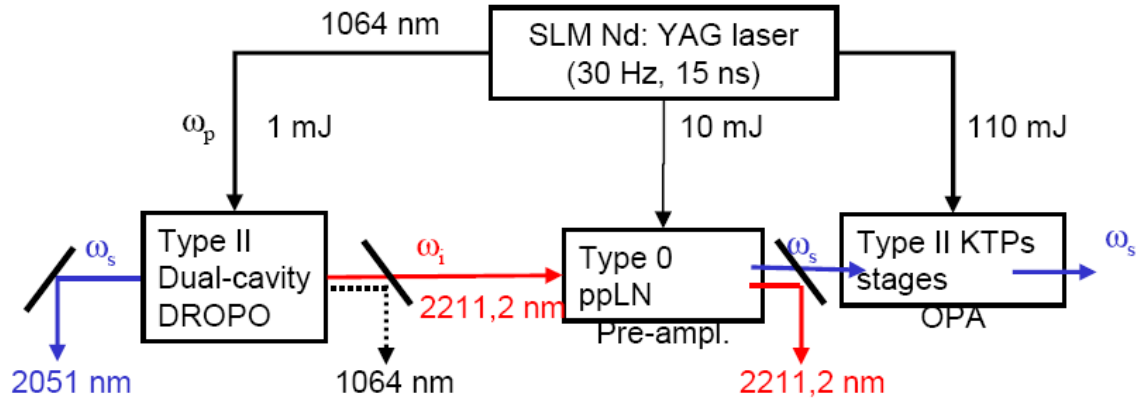 1064 nm
SLM Nd: YAG laser
(30 Hz, 15 ns)
ωp
1 mJ
10 mJ
110 mJ
ωs
Type II
Dual-cavity
DROPO
ωi
2211,2 nm
Type 0
ppLN
Pre-ampl.
ωs
Type II KTPs
stages
OPA
ωs
2051 nm
1064 nm
2211,2 nm